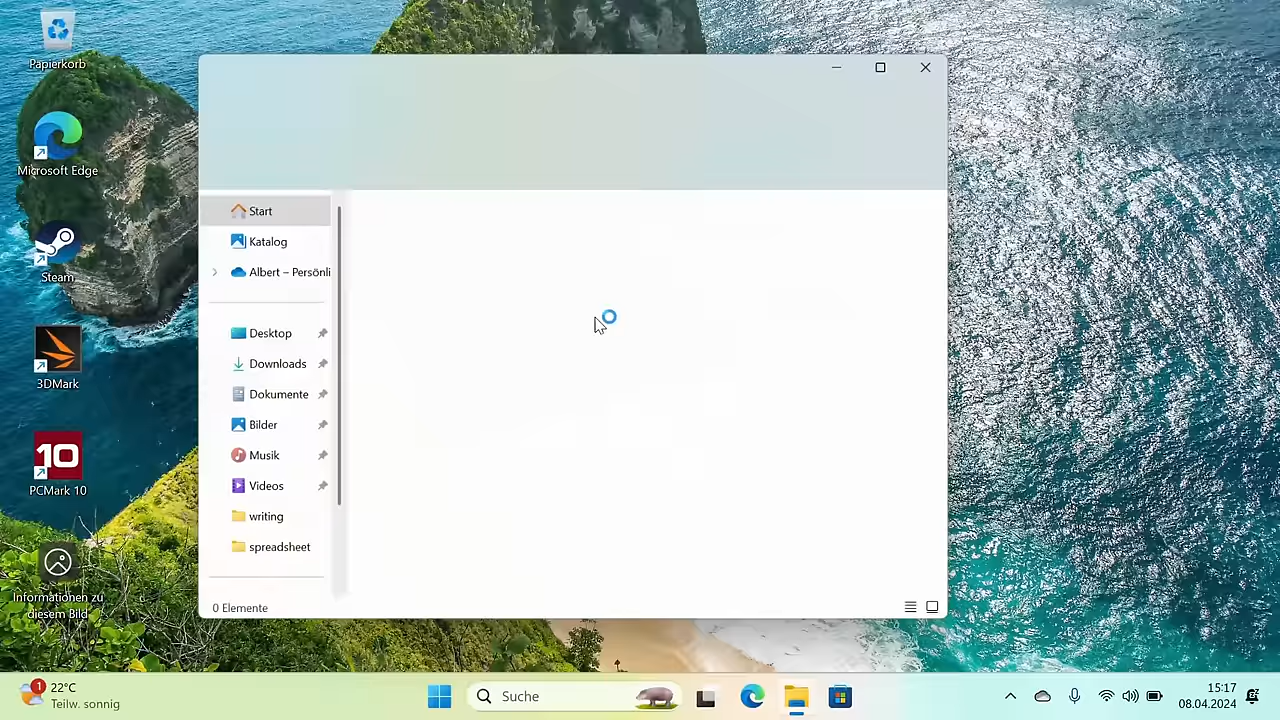 Papierkorb
Microsoft Edge
Steam
3DMark
10
PCMark 10
Informationen zu
diesem Bild
Start
Katalog
Albert – Persönli
Desktop
Downloads
Dokumente
Bilder
Musik
Videos
writing
spreadsheet
0 Elemente
1
22°C
Teilw. sonnig
Suche
15:17
08.04.2024